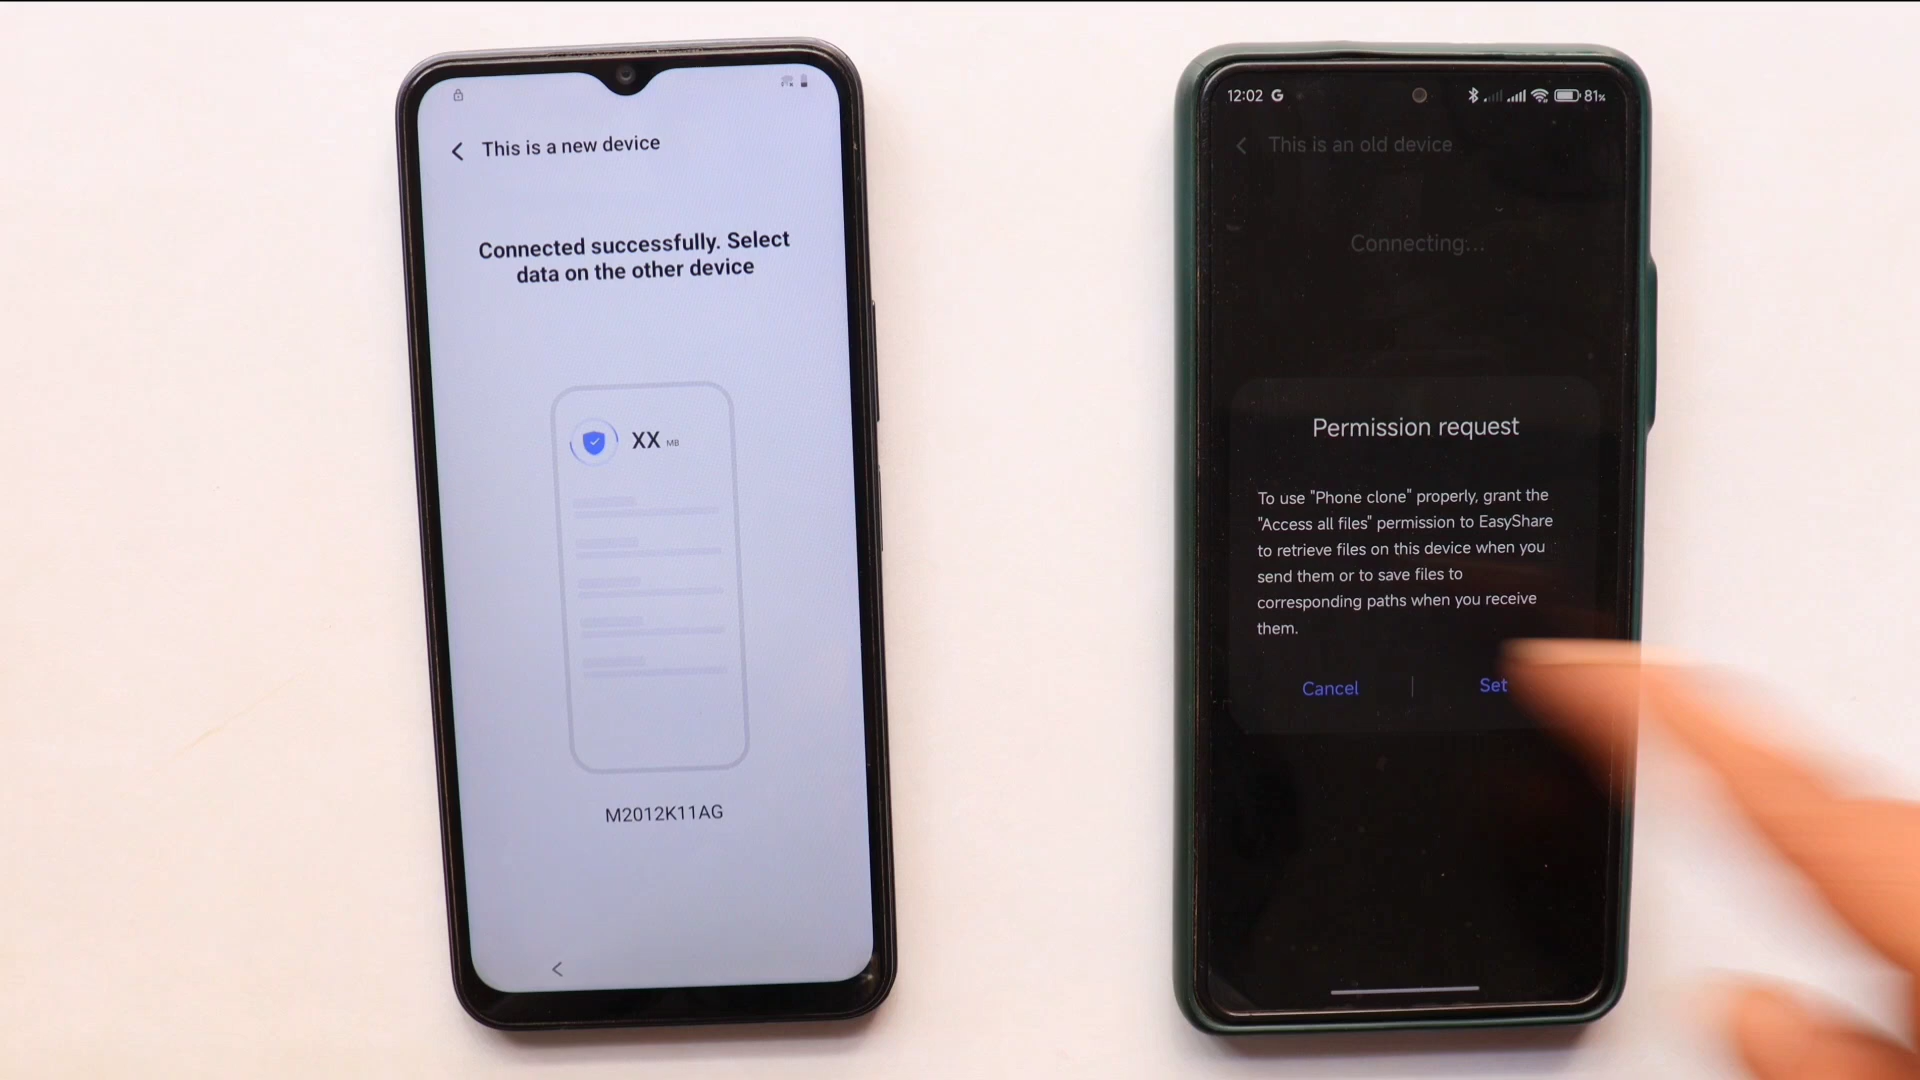 This is a new device
Connected successfully. Select
data on the other device
XX MB
M2012K11AG
12:02 G
81%
This is an old device
Connecting...
Permission request
To use "Phone clone" properly, grant the
"Access all files" permission to EasyShare
to retrieve files on this device when you
send them or to save files to
corresponding paths when you receive
them.
Cancel | Set